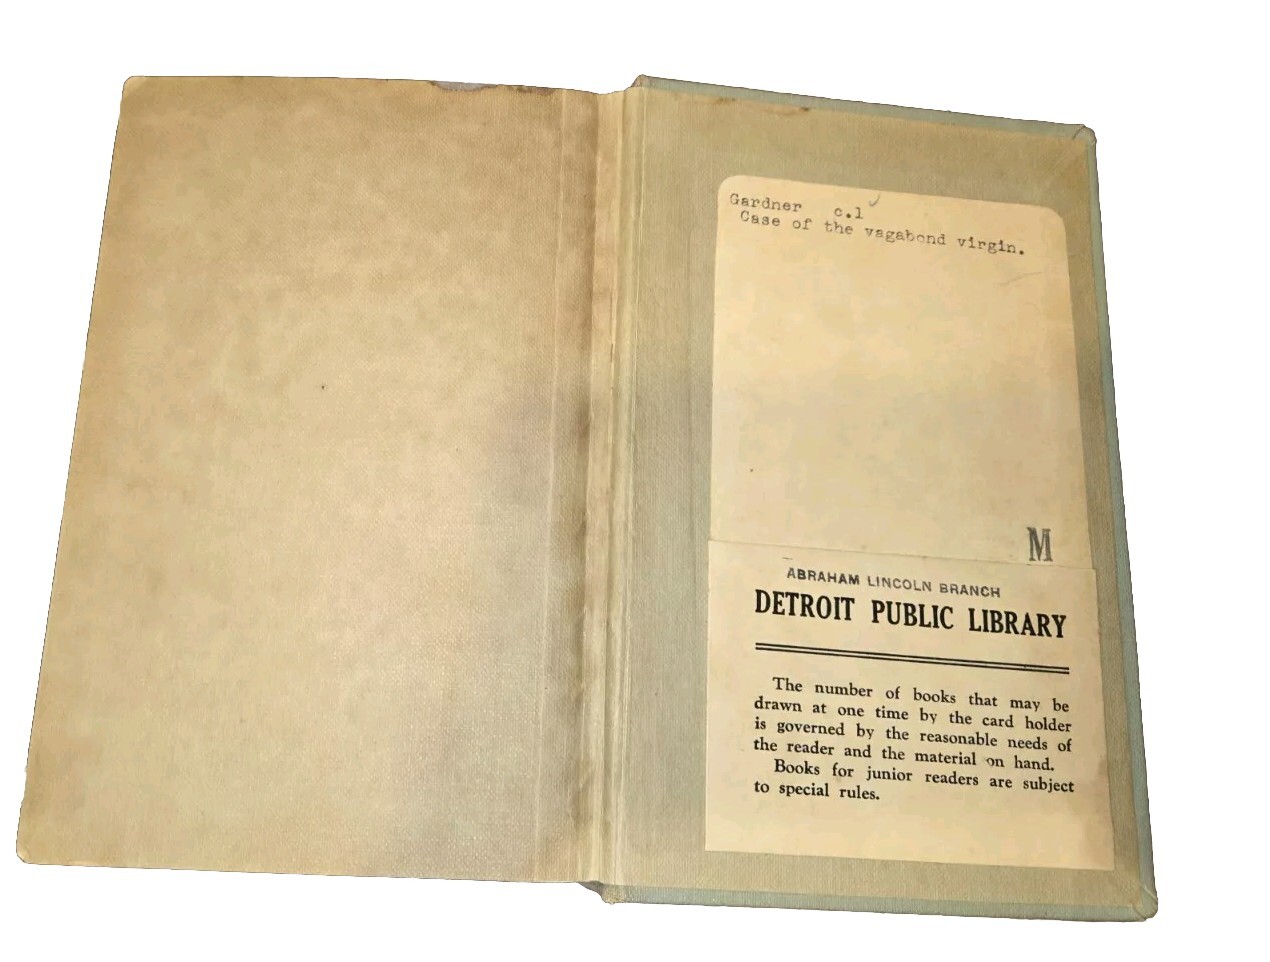 Gardner c.1
Case of the vagabond virgin.
M
ABRAHAM LINCOLN BRANCH
DETROIT PUBLIC LIBRARY
The number of books that may be
drawn at one time by the card holder
is governed by the reasonable needs of
the reader and the material on hand.
Books for junior readers are subject
to special rules.